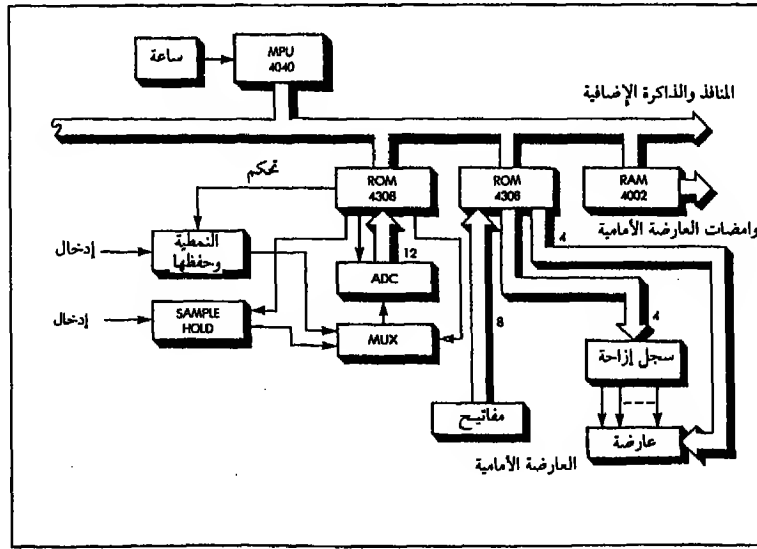 ساعة
MPU
4040
المنافذ والذاكرة الإضافية
تحكم
ROM
4308
ROM
4308
RAM
4002
وامضات العارضة الأمامية
إدخال
النمطية
وحفظها
12
ADC
4
إدخال
SAMPLE
HOLD
MUX
8
4
سجل إزاحة
مفاتيح
عارضة
العارضة الأمامية